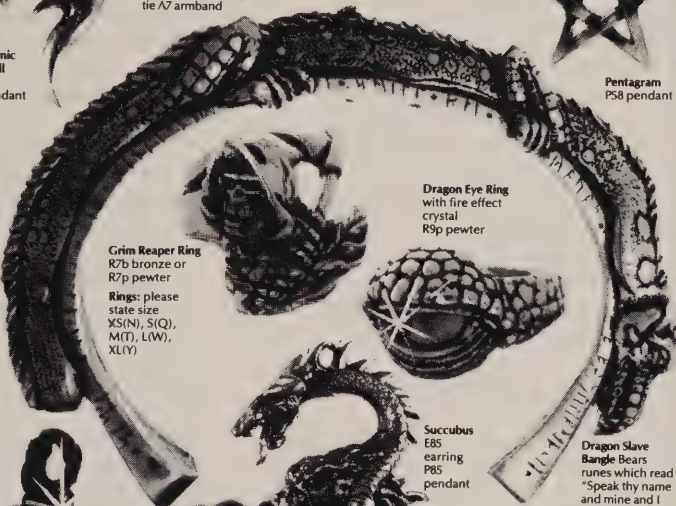 tie A7 armband
nic
ll
dant
Pentagram
PS8 pendant
Dragon Eye Ring
with fire effect
crystal
R9p pewter
Grim Reaper Ring
R7b bronze or
R7p pewter
Rings: please
state size
XS(N), S(Q),
M(T), L(W),
XL(Y)
Succubus
E85
earring
P85
pendant
Dragon Slave
Bangle Bears
runes which read
"Speak thy name
and mine and I